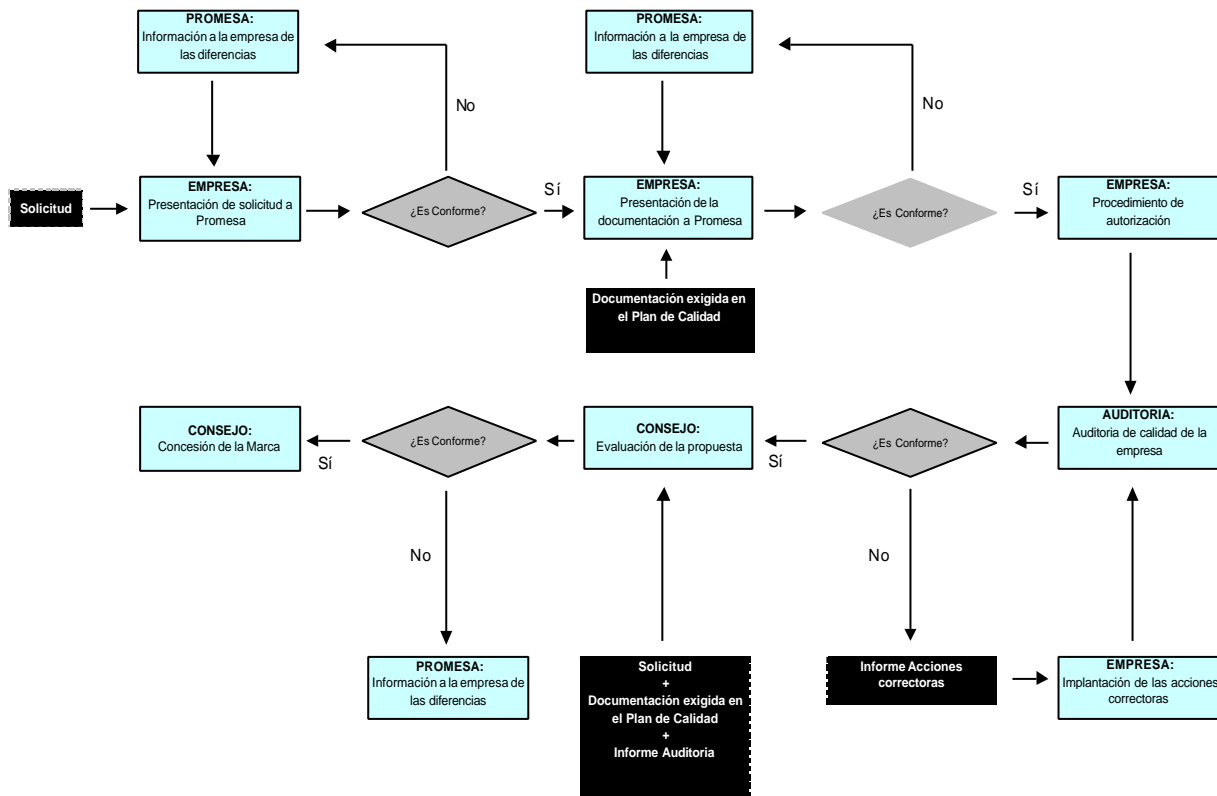 PROMESA:
Información a la empresa de
las diferencias
PROMESA:
Información a la empresa de
las diferencias
No
No
Solicitud
EMPRESA:
Presentación de solicitud a
Promesa
¿Es Conforme?
Sí
EMPRESA:
Presentación de la
documentación a Promesa
¿Es Conforme?
Sí
EMPRESA:
Procedimiento de
autorización
Documentación exigida en
el Plan de Calidad
CONSEJO:
Concesión de la Marca
Sí
¿Es Conforme?
CONSEJO:
Evaluación de la propuesta
Sí
¿Es Conforme?
AUDITORIA:
Auditoria de calidad de la
empresa
No
No
PROMESA:
Información a la empresa de
las diferencias
Solicitud
+
Documentación exigida en
el Plan de Calidad
+
Informe Auditoria
Informe Acciones
correctoras
EMPRESA:
Implantación de las acciones
correctoras